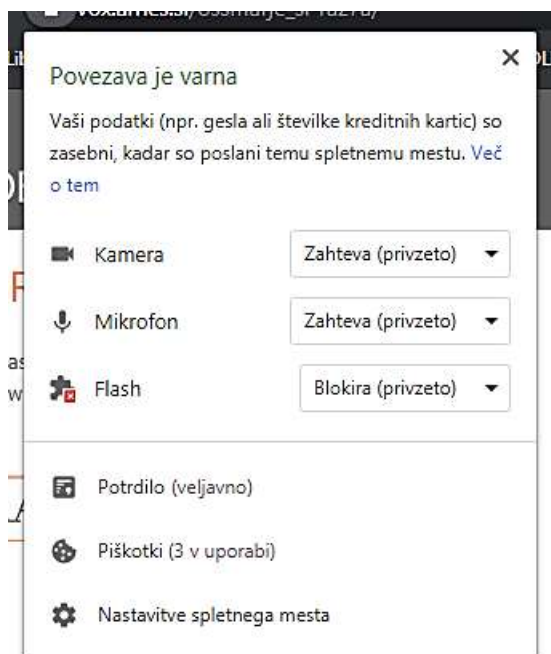 Povezava je varna
Vaši podatki (npr. gesla ali številke kreditnih kartic) so
zasebni, kadar so poslani temu spletnemu mestu. Več
o tem
Kamera Zahteva (privzeto)
Mikrofon Zahteva (privzeto)
Flash Blokira (privzeto)
Potrdilo (veljavno)
Piškotki (3 v uporabi)
Nastavitve spletnega mesta